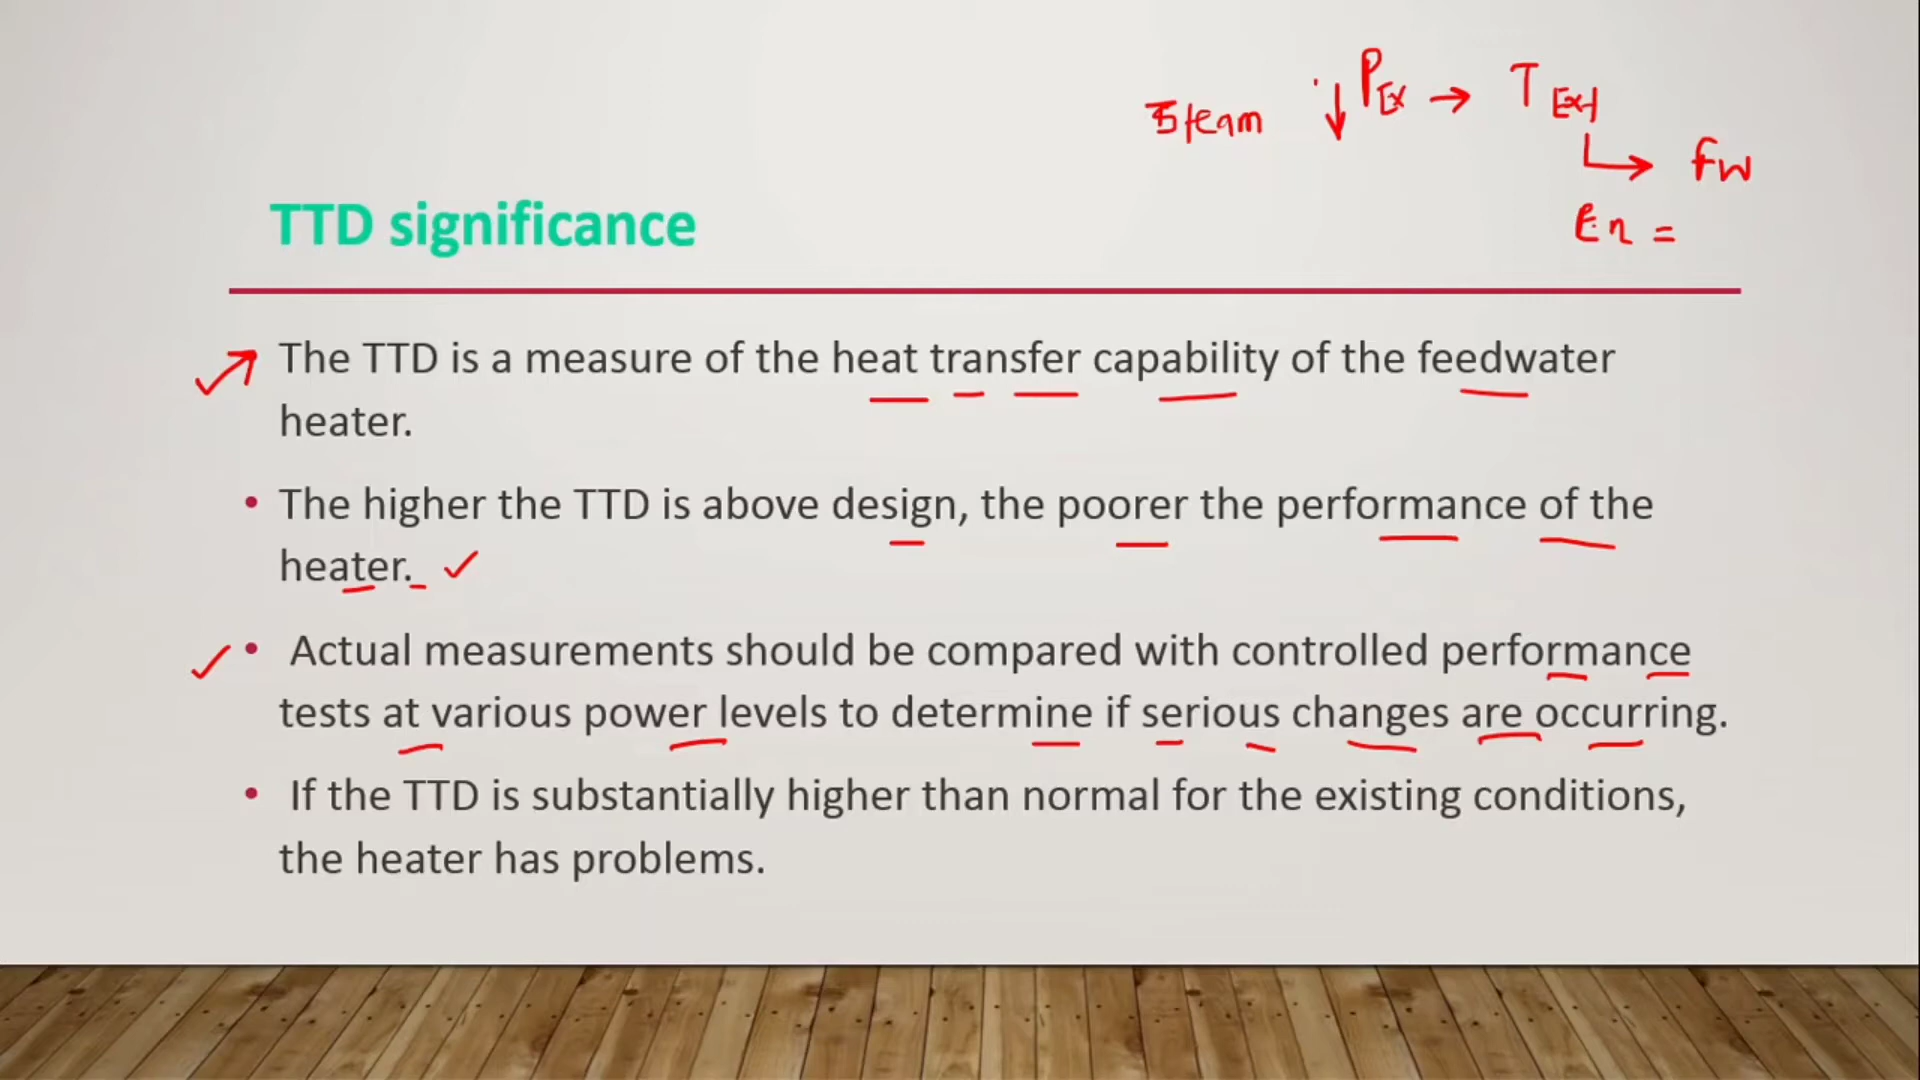 Steam ↓ PEx → TExt
↳ FW
En =
TTD significance
The TTD is a measure of the heat transfer capability of the feedwater
heater.
• The higher the TTD is above design, the poorer the performance of the
heater.
• Actual measurements should be compared with controlled performance
tests at various power levels to determine if serious changes are occurring.
• If the TTD is substantially higher than normal for the existing conditions,
the heater has problems.